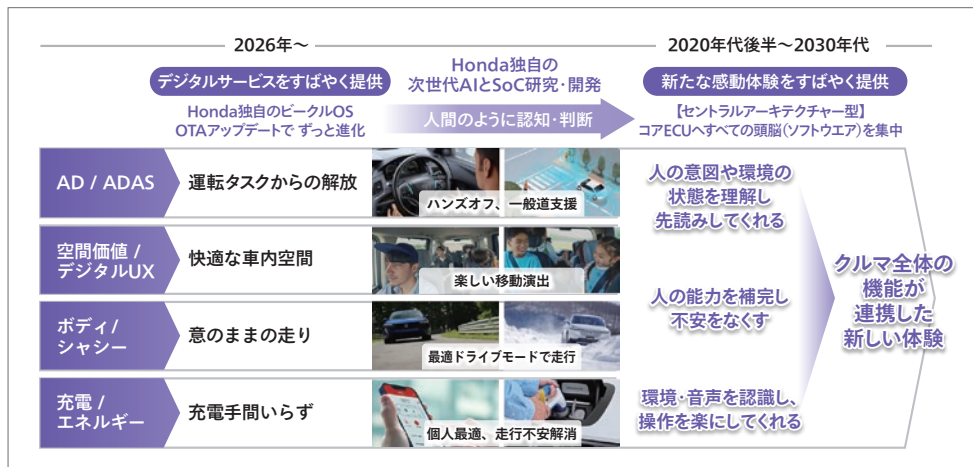 2026年～
デジタルサービスをすばやく提供
Honda独自のビークルOS
OTAアップデートで ずっと進化
Honda独自の
次世代AIとSoC研究・開発
人間のように認知・判断
2020年代後半～2030年代
新たな感動体験をすばやく提供
【セントラルアーキテクチャー型】
コアECUへすべての頭脳（ソフトウエア）を集中
AD / ADAS
運転タスクからの解放
ハンズオフ、一般道支援
空間価値 /
デジタルUX
快適な車内空間
楽しい移動演出
ボディ/
シャシー
意のままの走り
最適ドライブモードで走行
充電 /
エネルギー
充電手間いらず
個人最適、走行不安解消
人の意図や環境の
状態を理解し
先読みしてくれる
人の能力を補完し
不安をなくす
環境・音声を認識し、
操作を楽にしてくれる
クルマ全体の
機能が
連携した
新しい体験